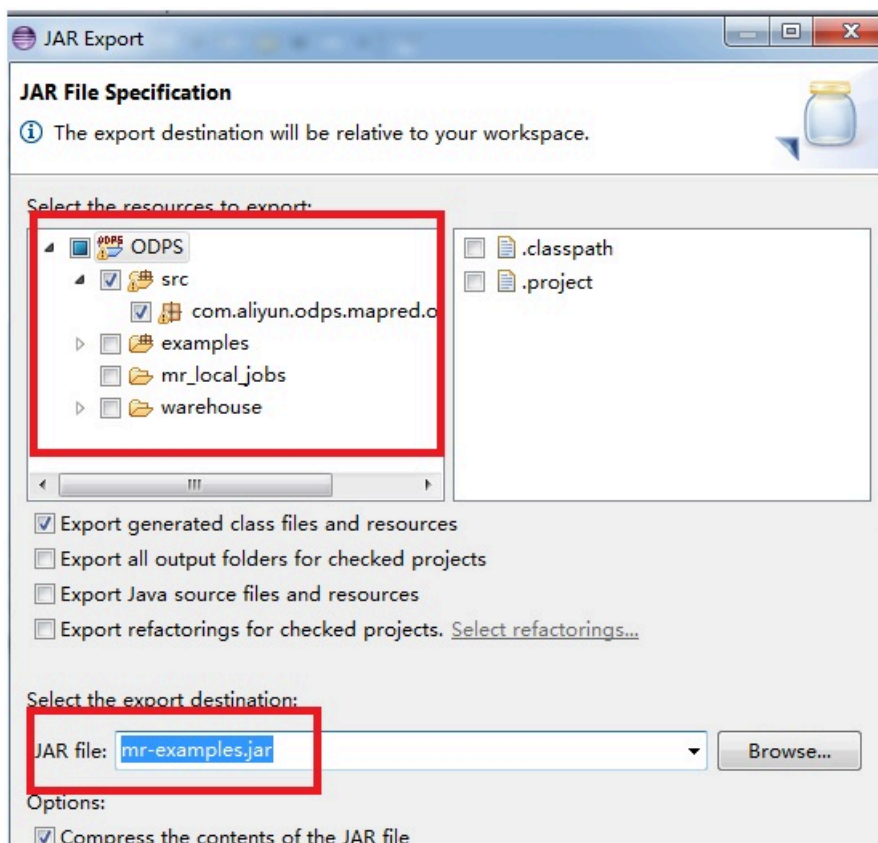 JAR Export
JAR File Specification
The export destination will be relative to your workspace.
Select the resources to export:
ODPS
src
com.aliyun.odps.mapred.o
examples
mr_local_jobs
warehouse
.classpath
.project
Export generated class files and resources
Export all output folders for checked projects
Export Java source files and resources
Export refactorings for checked projects. Select refactorings...
Select the export destination:
JAR file: mr-examples.jar Browse...
Options:
Compress the contents of the JAR file